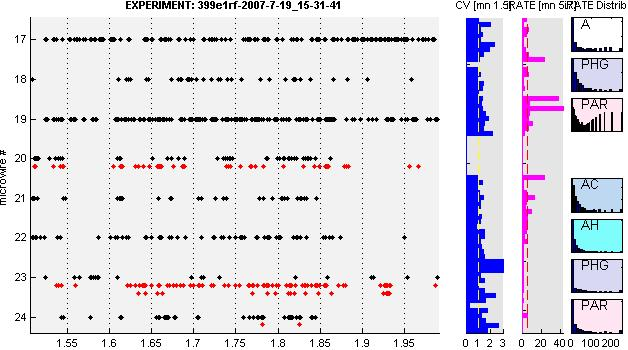 EXPERIMENT: 399e1rf-2007-7-19_15-31-41
CV [mn 1.5]
RATE [mn 5.7]
RATE Distrib
microwire #
17
18
19
20
21
22
23
24
1.55 1.6 1.65 1.7 1.75 1.8 1.85 1.9 1.95
0 1 2 3
0 20 40
0 100 200
A
PHG
PAR
AC
AH
PHG
PAR